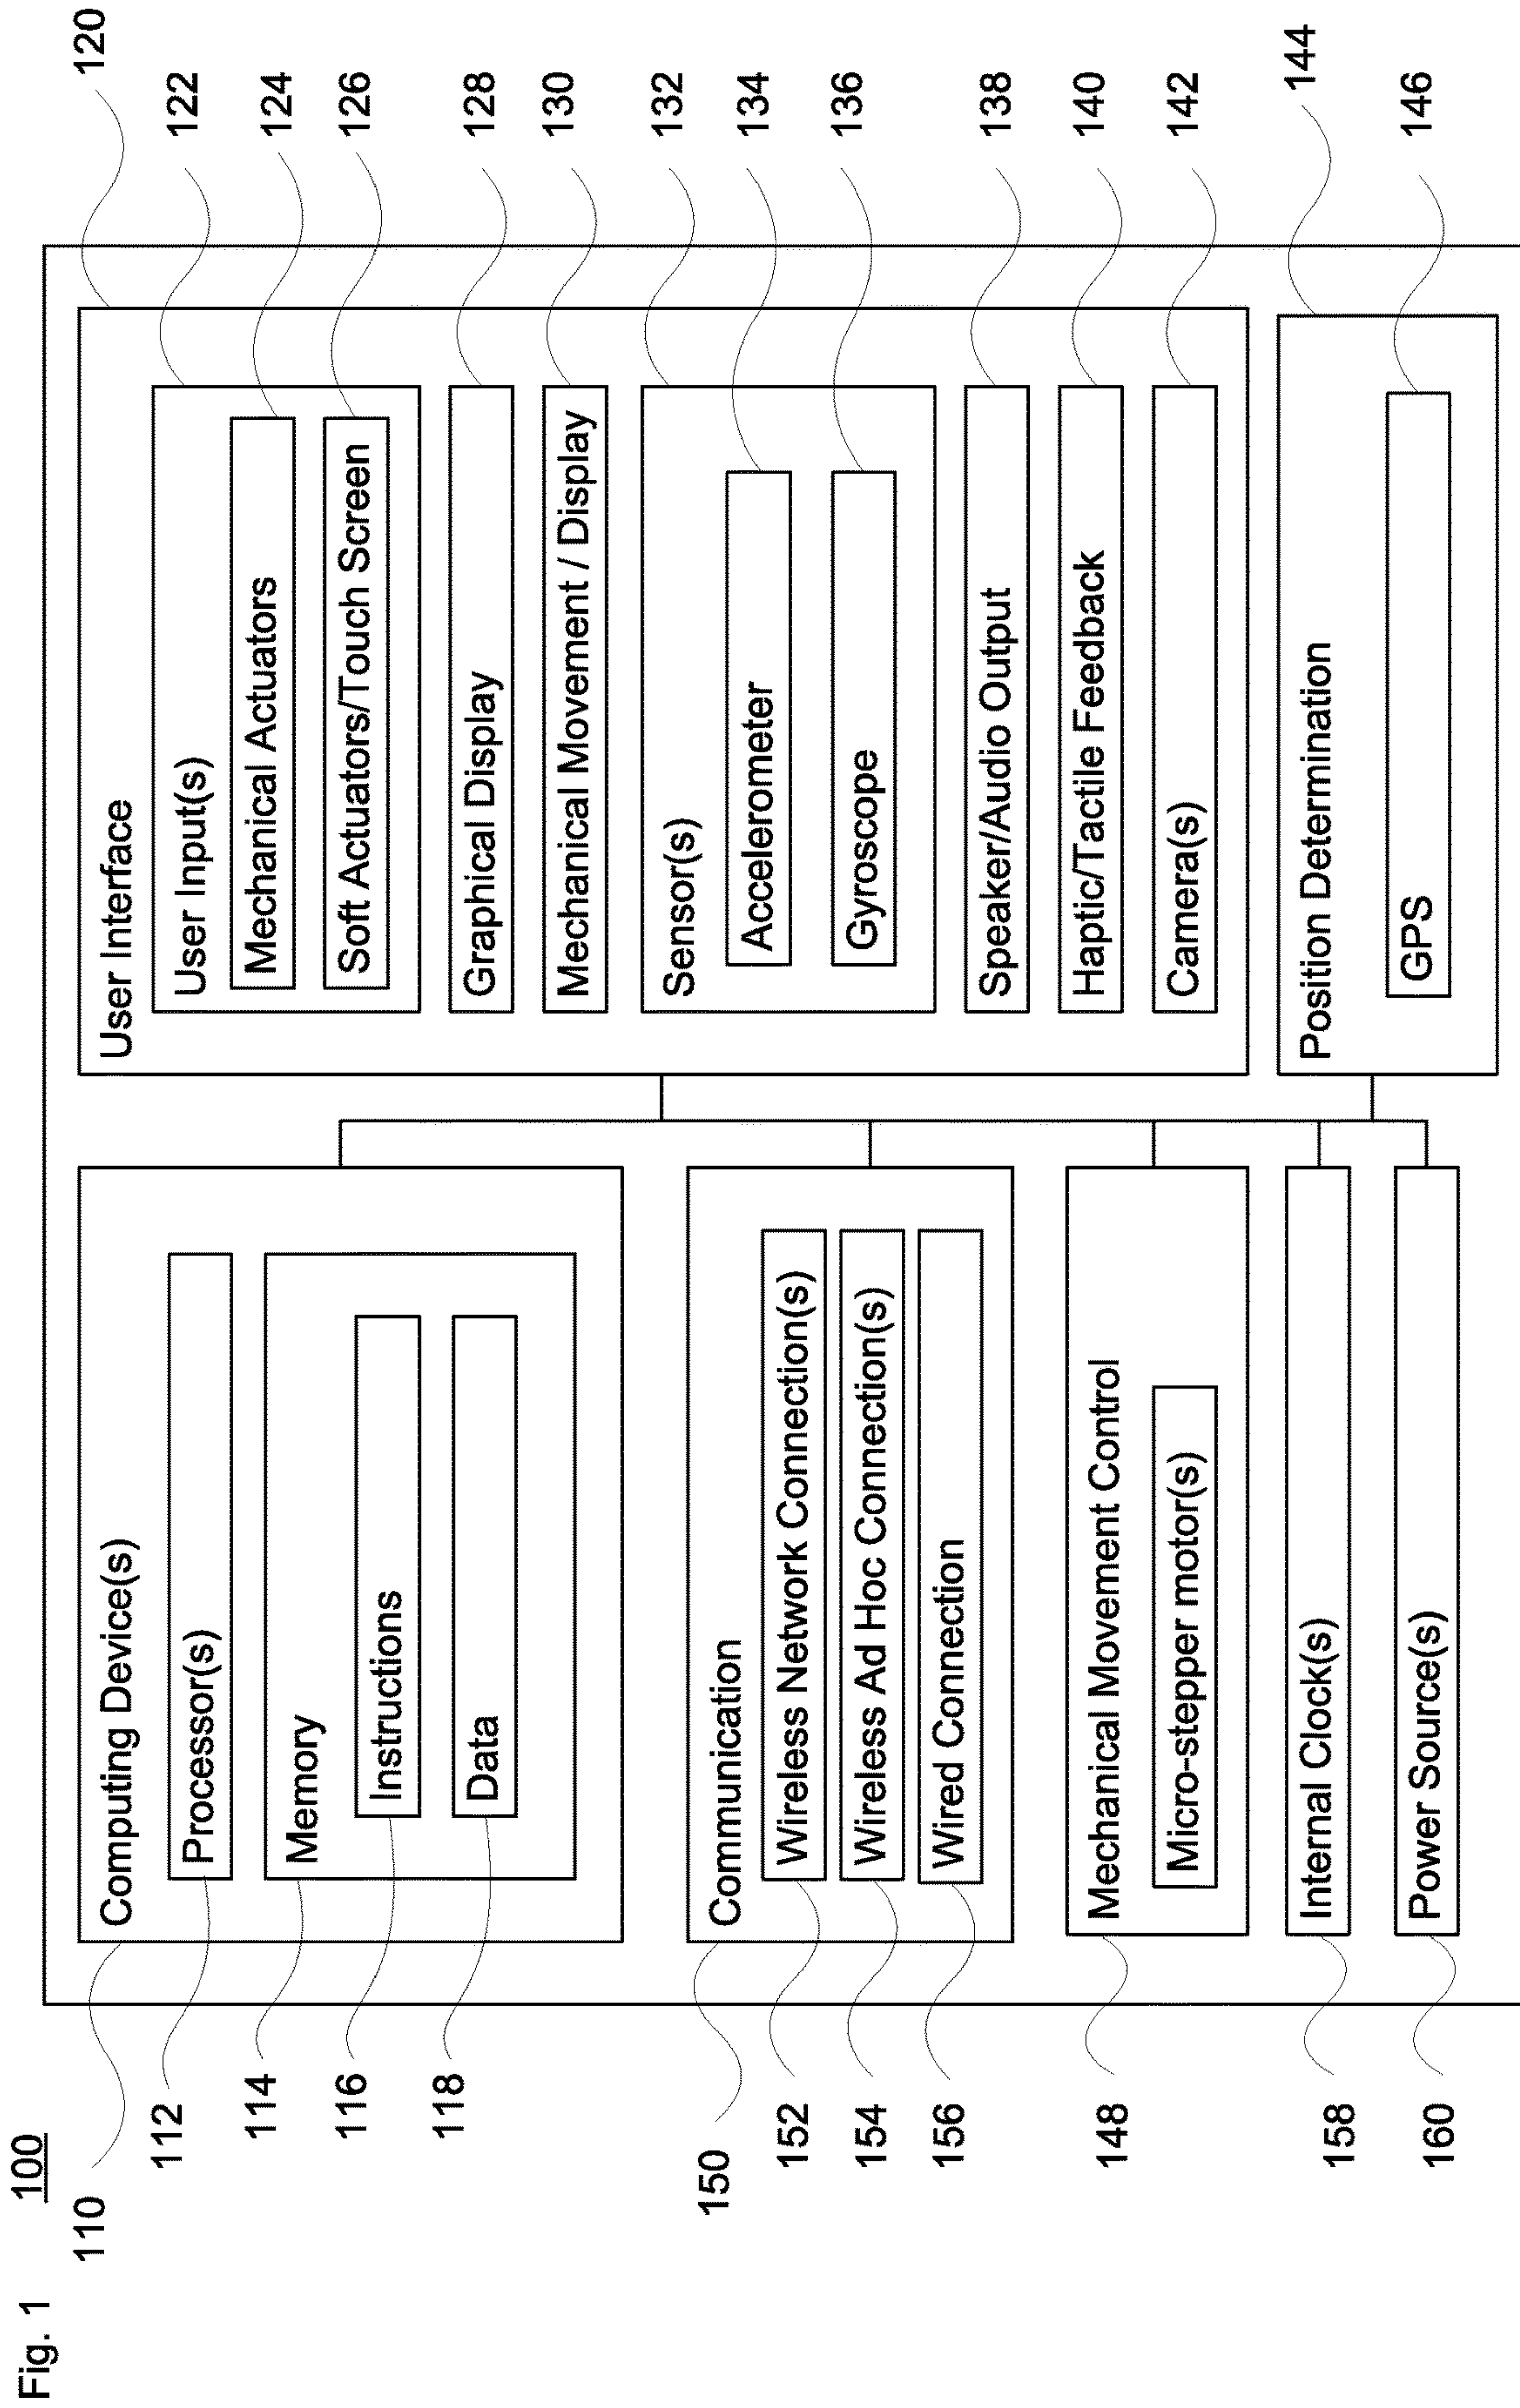 Fig. 1
100
110
112
114
116
118
150
152
154
156
148
158
160
Computing Device(s)
Processor(s)
Memory
Instructions
Data
Communication
Wireless Network Connection(s)
Wireless Ad Hoc Connection(s)
Wired Connection
Mechanical Movement Control
Micro-stepper motor(s)
Internal Clock(s)
Power Source(s)
User Interface
User Input(s)
Mechanical Actuators
Soft Actuators/Touch Screen
Graphical Display
Mechanical Movement / Display
Sensor(s)
Accelerometer
Gyroscope
Speaker/Audio Output
Haptic/Tactile Feedback
Camera(s)
Position Determination
GPS
120
122
124
126
128
130
132
134
136
138
140
142
144
146